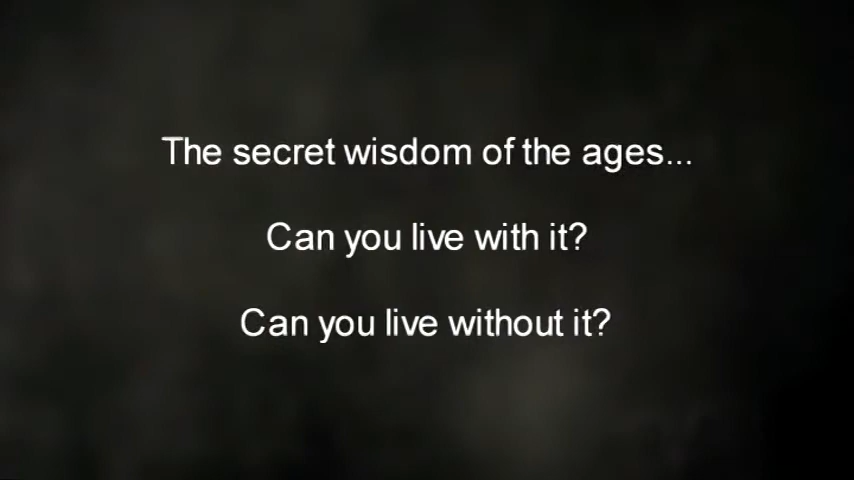 The secret wisdom of the ages...
Can you live with it?
Can you live without it?